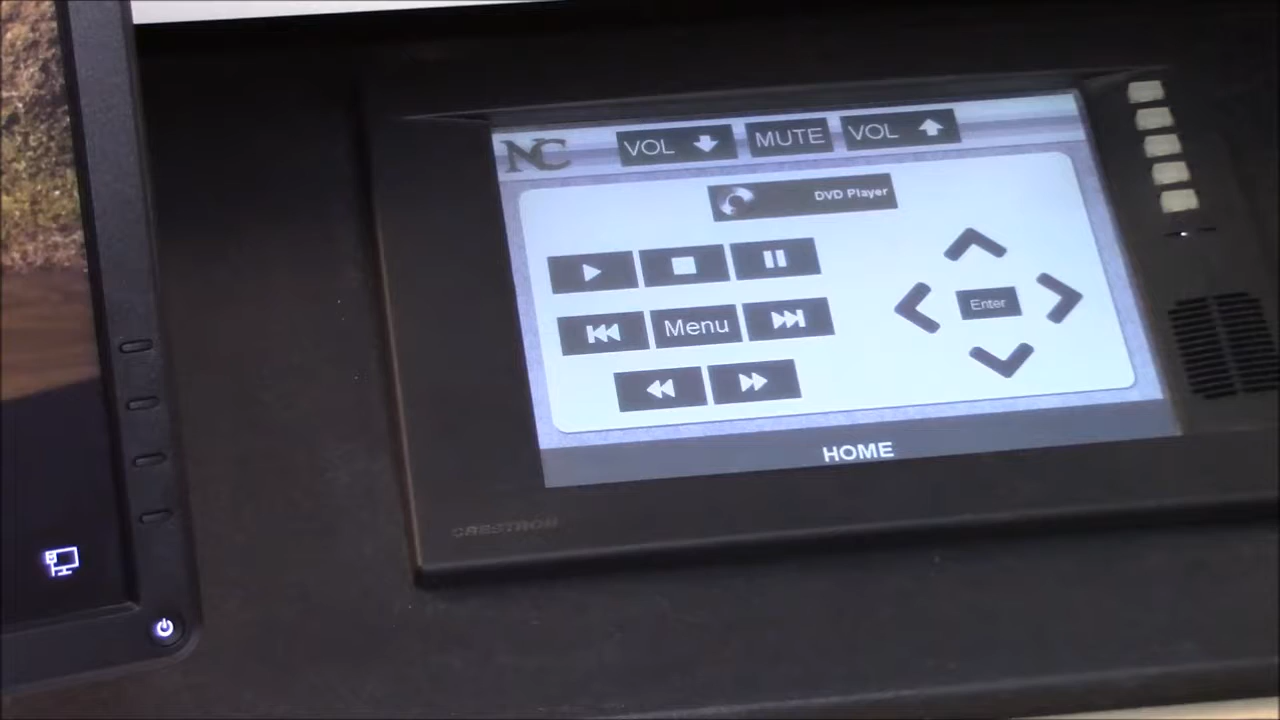 NC
VOL MUTE VOL
DVD Player
Menu
Enter
HOME
CRESTRON